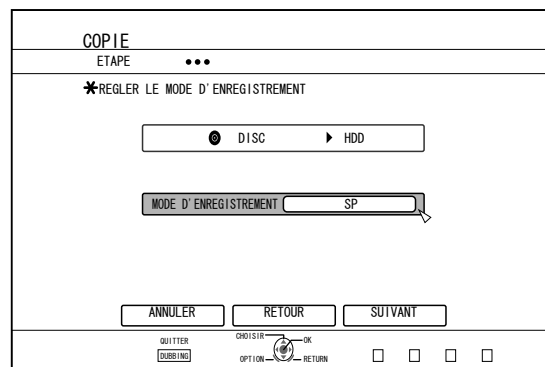 COPIE
ETAPE
REGLER LE MODE D'ENREGISTREMENT
DISC HDD
MODE D'ENREGISTREMENT SP
ANNULER RETOUR SUIVANT
QUITTER CHOISIR OK
DUBBING OPTION RETURN